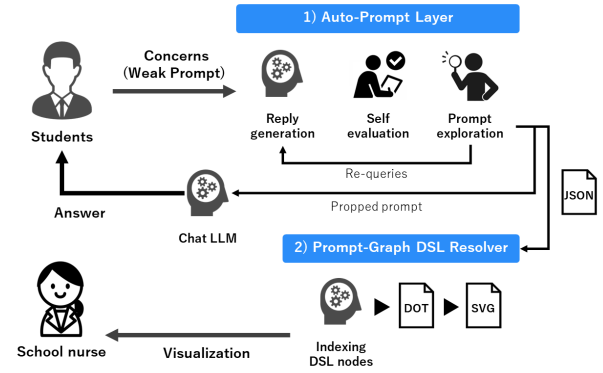 1) Auto-Prompt Layer
Concerns
(Weak Prompt)
Students
Reply
generation
Self
evaluation
Prompt
exploration
Re-queries
Propped prompt
JSON
Answer
Chat LLM
2) Prompt-Graph DSL Resolver
DOT
SVG
School nurse
Visualization
Indexing
DSL nodes